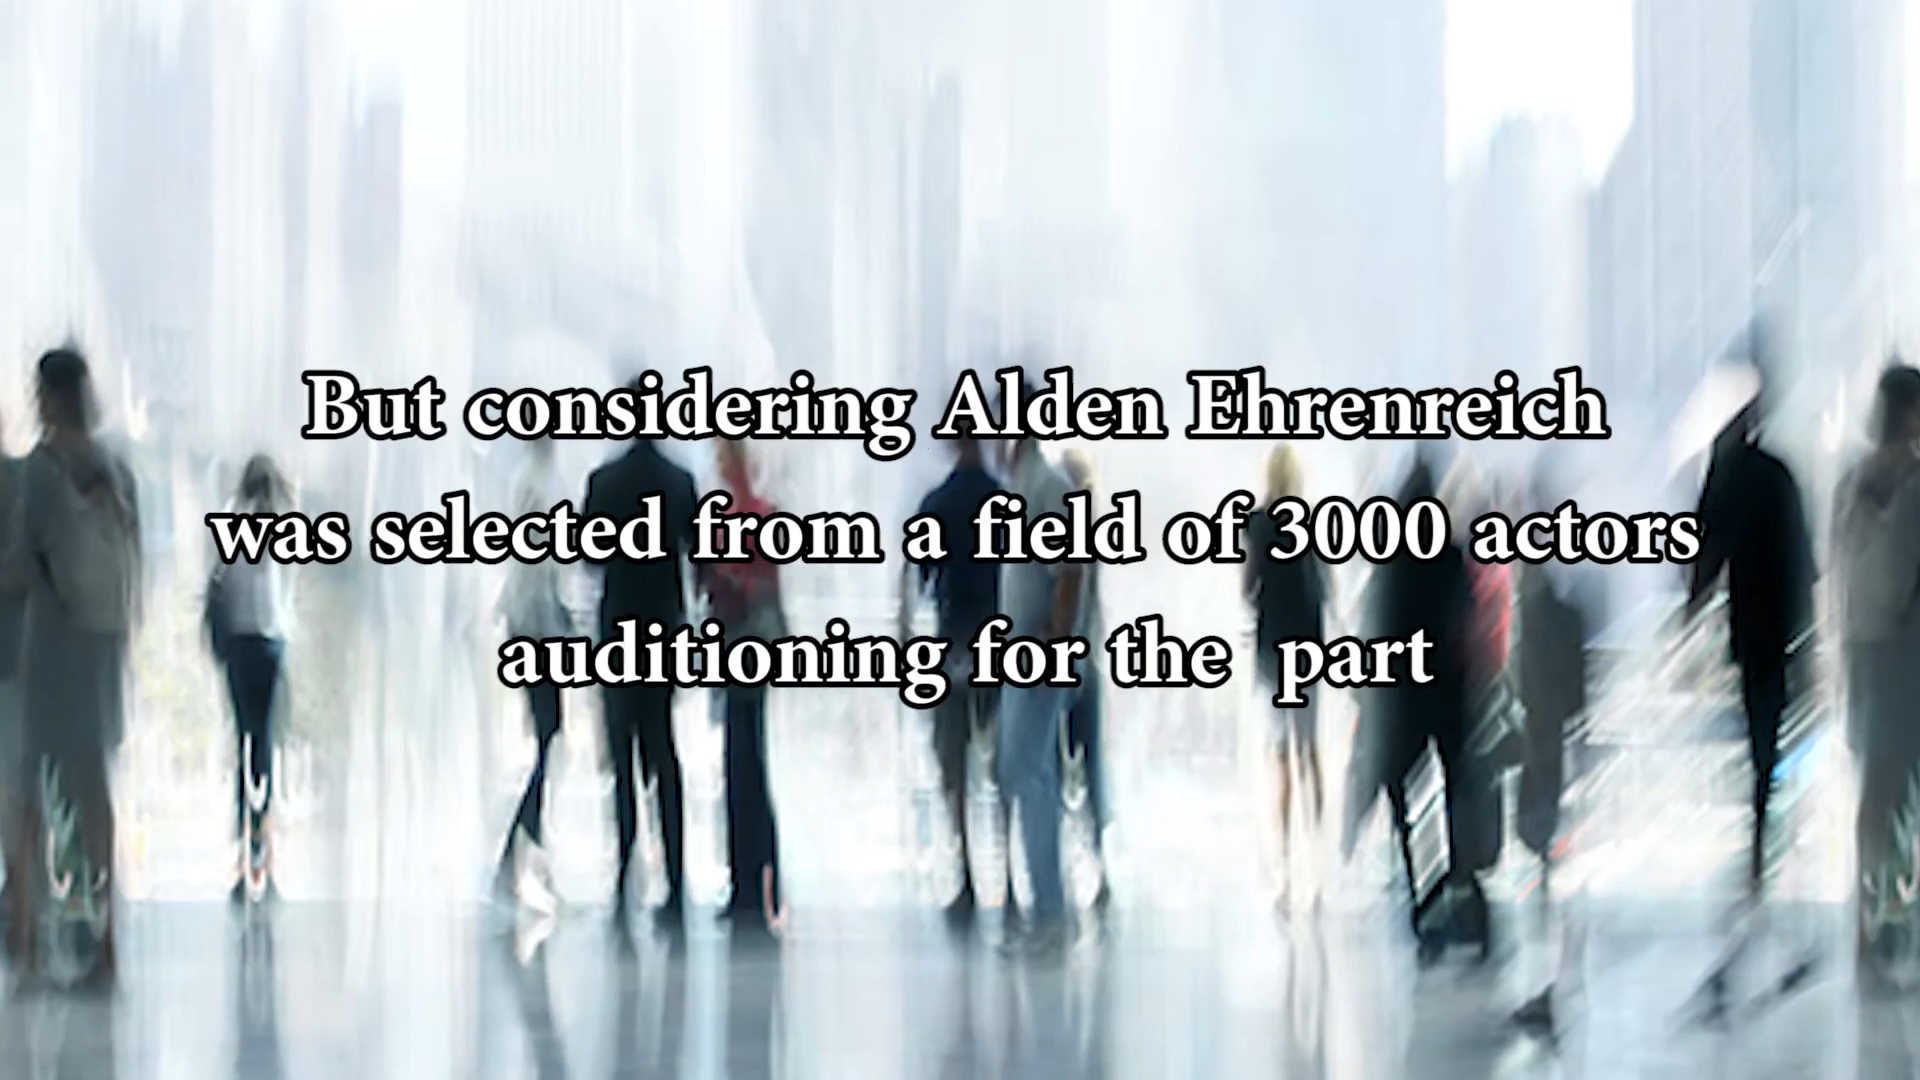 But considering Alden Ehrenreich
was selected from a field of 3000 actors
auditioning for the  part